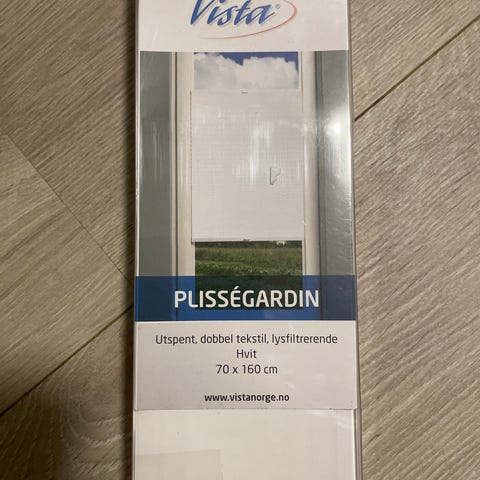 Vista®
PLISSÉGARDIN
Utspent, dobbel tekstil, lysfiltrerende
Hvit
70 x 160 cm
www.vistanorge.no